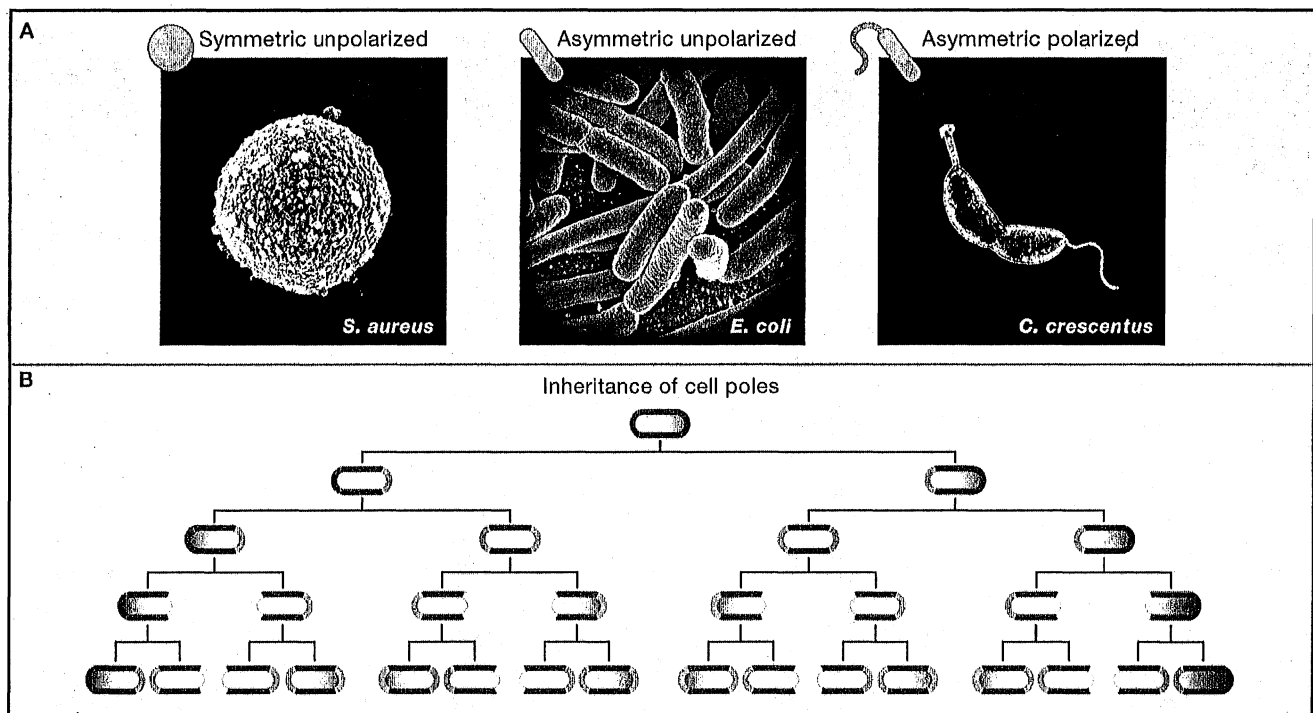 A
Symmetric unpolarized
Asymmetric unpolarized
Asymmetric polarized
S. aureus
E. coli
C. crescentus
B
Inheritance of cell poles